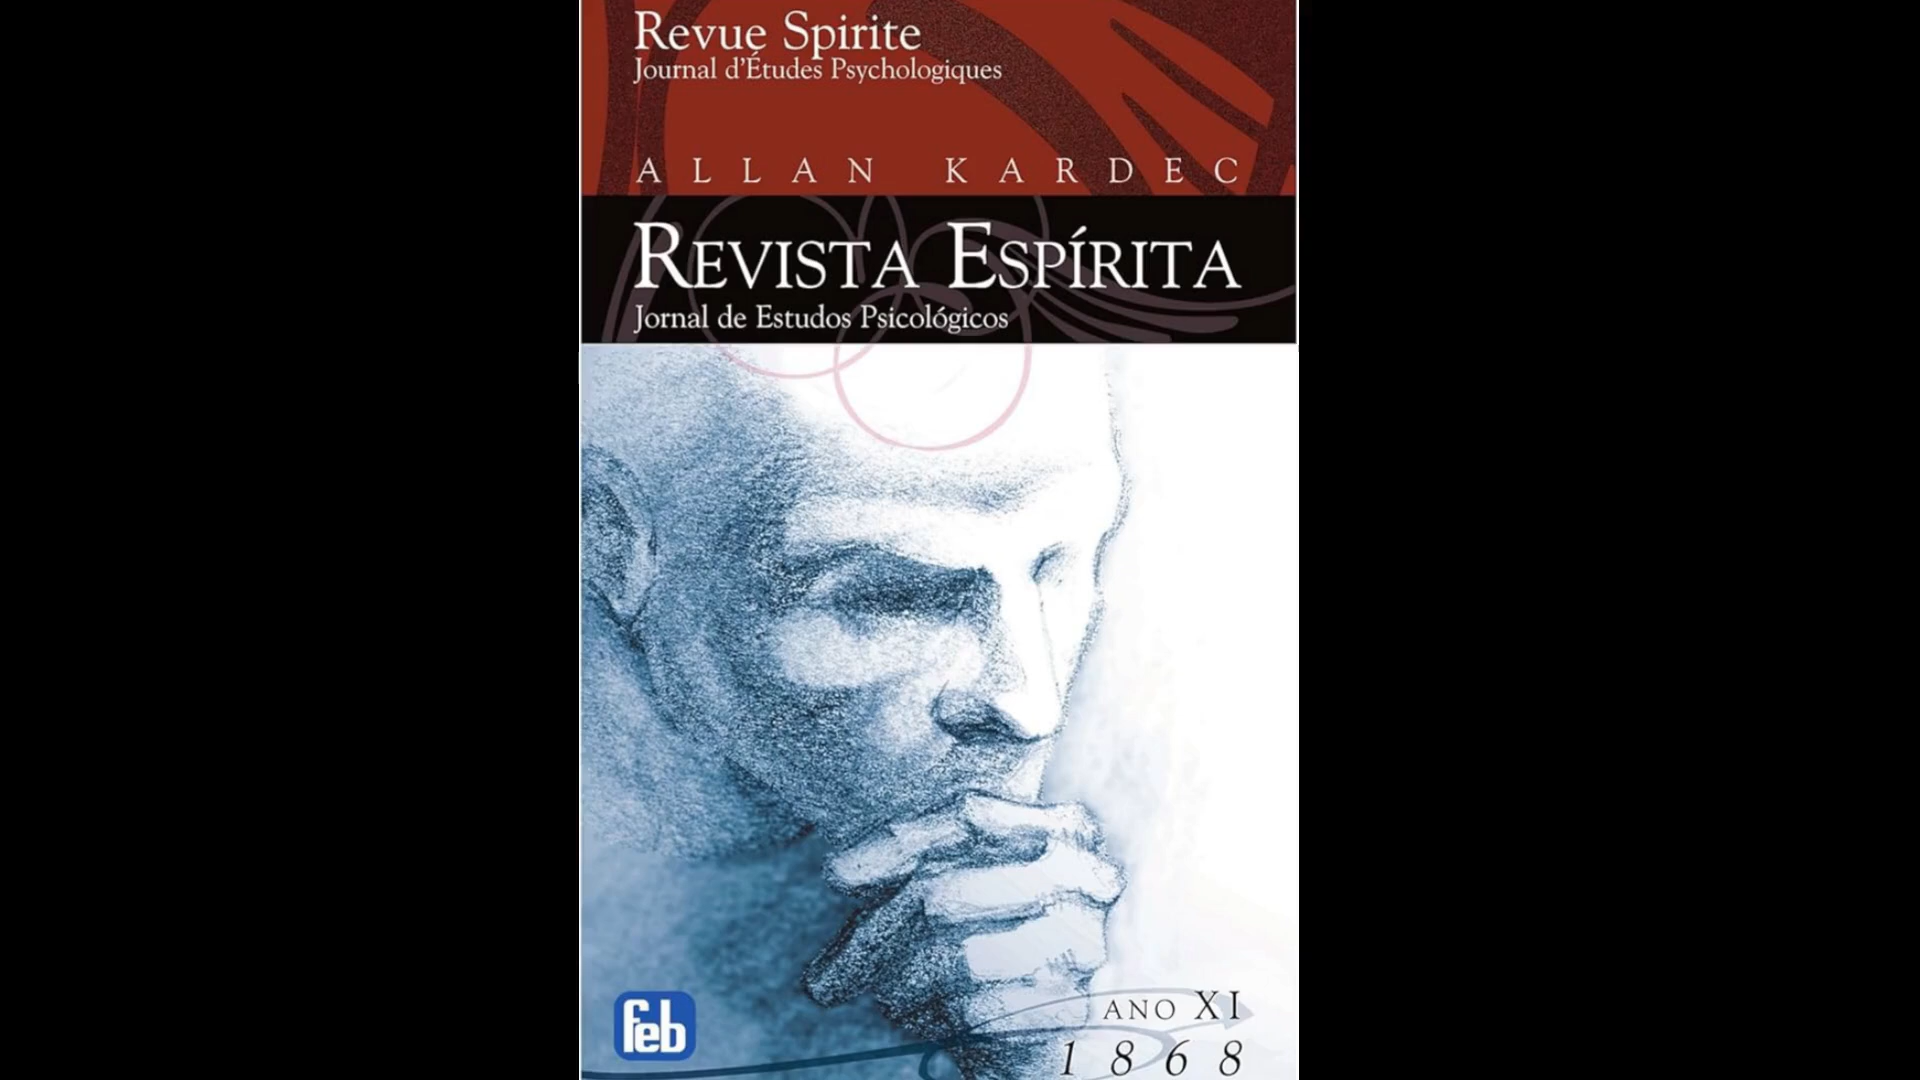 Revue Spirite
Journal d'Études Psychologiques
ALLAN KARDEC
REVISTA ESPÍRITA
Jornal de Estudos Psicológicos
feb
ANO XI
1868